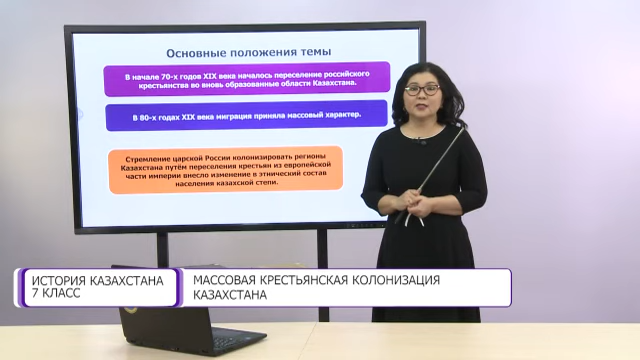 Основные положения темы
В начале 70-х годов XIX века началось переселение российского
крестьянства во вновь образованные области Казахстана.
В 80-х годах XIX века миграция приняла массовый характер.
Стремление царской России колонизировать регионы
Казахстана путём переселения крестьян из европейской
части империи внесло изменение в этнический состав
населения казахской степи.
ИСТОРИЯ КАЗАХСТАНА
7 КЛАСС
МАССОВАЯ КРЕСТЬЯНСКАЯ КОЛОНИЗАЦИЯ
КАЗАХСТАНА